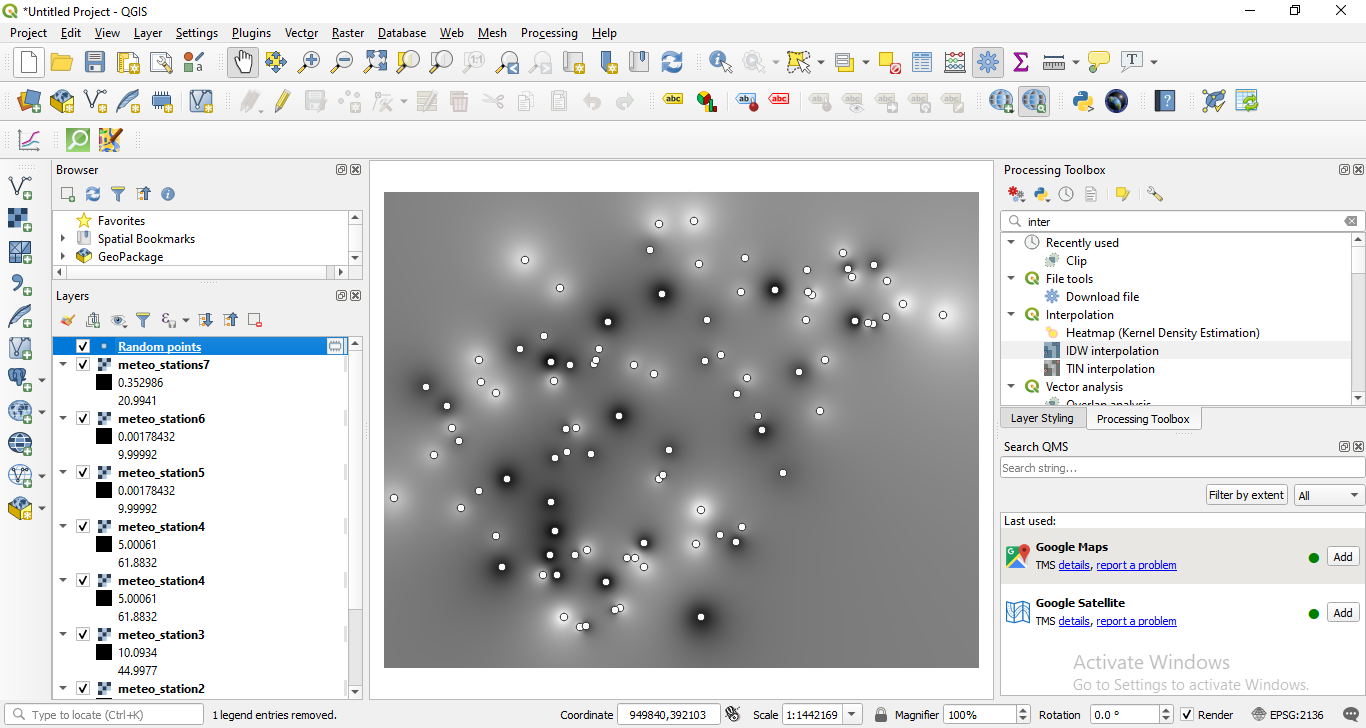 *Untitled Project - QGIS
Project Edit View Layer Settings Plugins Vector Raster Database Web Mesh Processing Help
Browser
Favorites
Spatial Bookmarks
GeoPackage
Layers
Random points
meteo_stations7
0.352986
20.9941
meteo_station6
0.00178432
9.99992
meteo_station5
0.00178432
9.99992
meteo_station4
5.00061
61.8832
meteo_station4
5.00061
61.8832
meteo_station3
10.0934
44.9977
meteo_station2
Processing Toolbox
inter
Recently used
Clip
File tools
Download file
Interpolation
Heatmap (Kernel Density Estimation)
IDW interpolation
TIN interpolation
Vector analysis
Overlap analysis
Layer Styling Processing Toolbox
Search QMS
Search string...
Filter by extent All
Last used:
Google Maps
TMS details, report a problem
Add
Google Satellite
TMS details, report a problem
Add
Activate Windows
Go to Settings to activate Windows.
Type to locate (Ctrl+K) 1 legend entries removed. Coordinate 949840,392103 Scale 1:1442169 Magnifier 100% Rotation 0.0 ° Render EPSG:2136